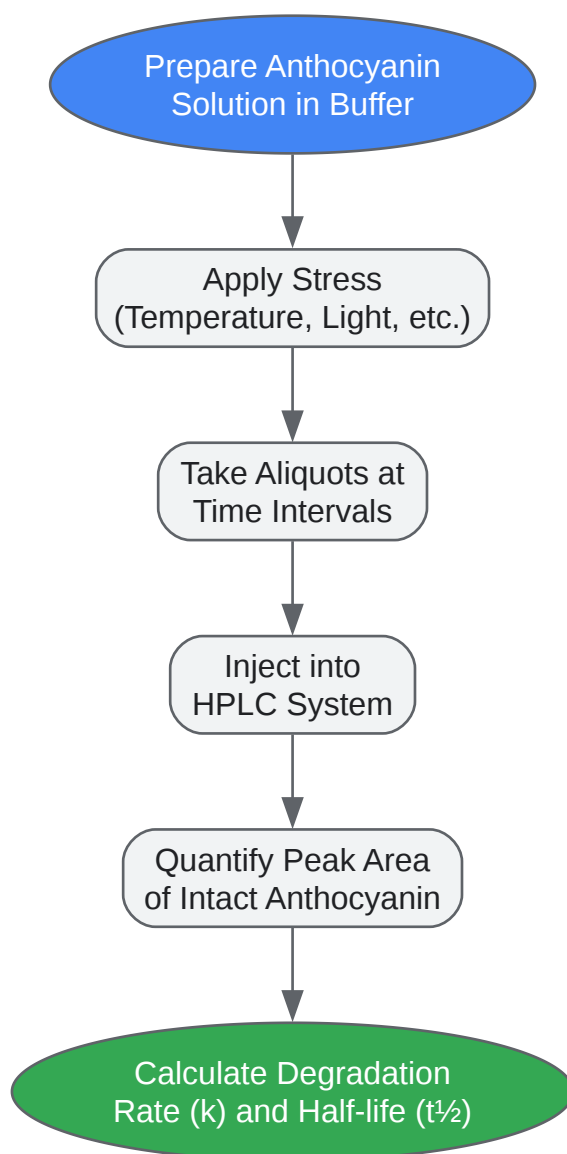 Prepare Anthocyanin
Solution in Buffer
Apply Stress
(Temperature, Light, etc.)
Take Aliquots at
Time Intervals
Inject into
HPLC System
Quantify Peak Area
of Intact Anthocyanin
Calculate Degradation
Rate (k) and Half-life (t½)